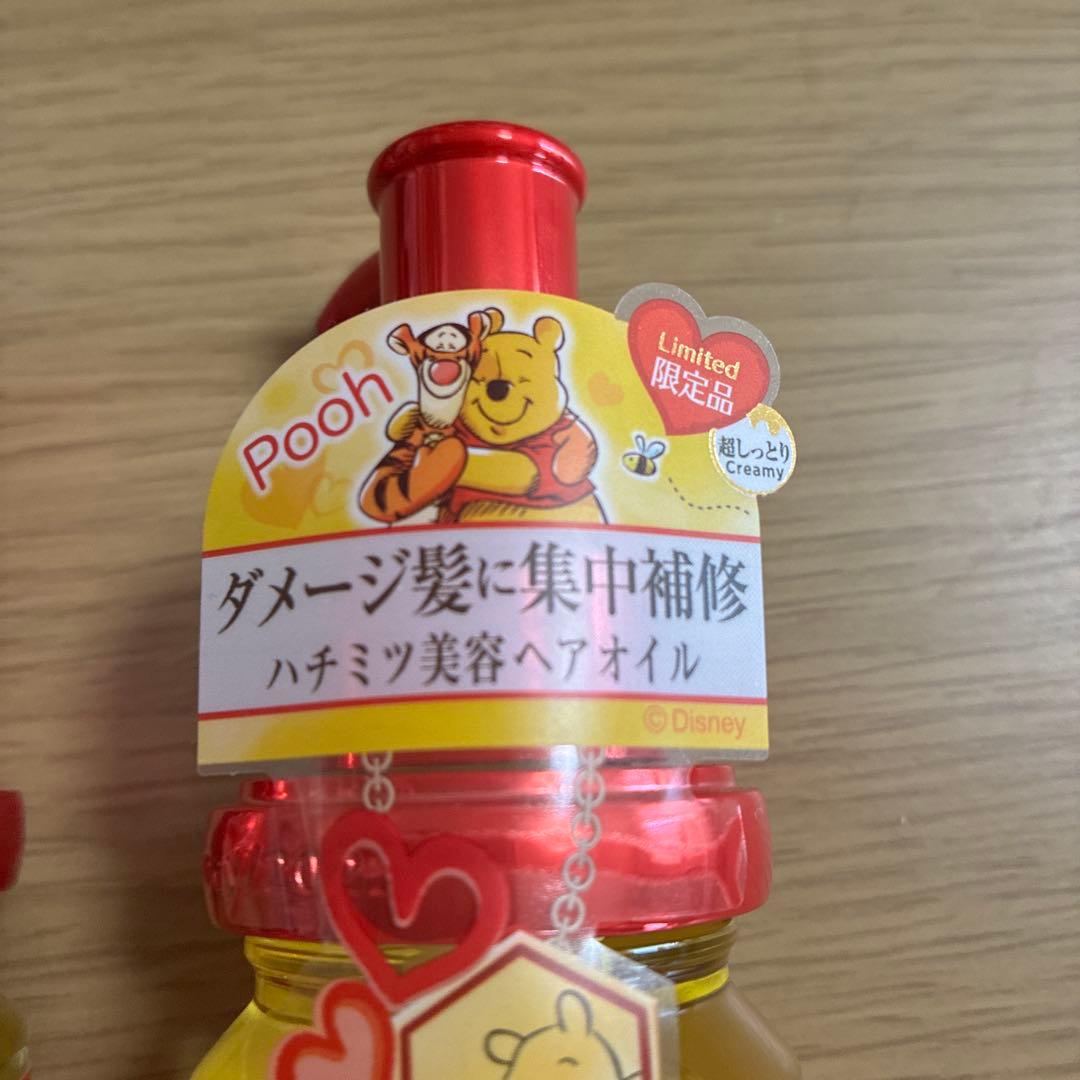 Pooh
Limited
限定品
超しっとり
Creamy
ダメージ髪に集中補修
ハチミツ美容ヘアオイル
©Disney